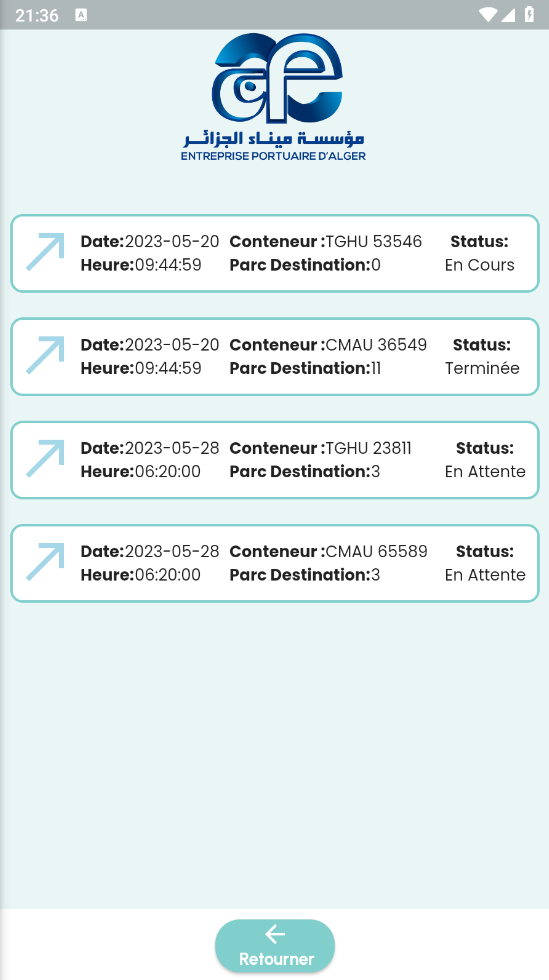 21:36
مؤسسة ميناء الجزائر
ENTREPRISE PORTUAIRE D'ALGER
Date:2023-05-20 Conteneur :TGHU 53546 Status:
Heure:09:44:59 Parc Destination:0 En Cours
Date:2023-05-20 Conteneur :CMAU 36549 Status:
Heure:09:44:59 Parc Destination:11 Terminée
Date:2023-05-28 Conteneur :TGHU 23811 Status:
Heure:06:20:00 Parc Destination:3 En Attente
Date:2023-05-28 Conteneur :CMAU 65589 Status:
Heure:06:20:00 Parc Destination:3 En Attente
Retourner